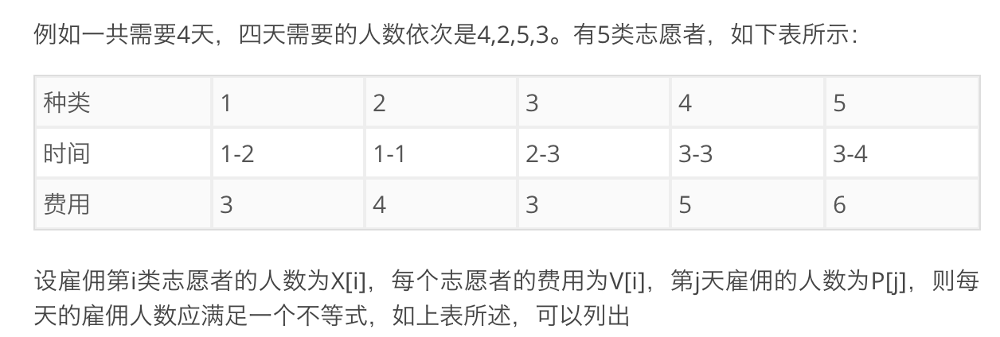 例如一共需要4天，四天需要的人数依次是4,2,5,3。有5类志愿者，如下表所示：
种类 1 2 3 4 5
时间 1-2 1-1 2-3 3-3 3-4
费用 3 4 3 5 6
设雇佣第i类志愿者的人数为X[i]，每个志愿者的费用为V[i]，第j天雇佣的人数为P[j]，则每
天的雇佣人数应满足一个不等式，如上表所述，可以列出